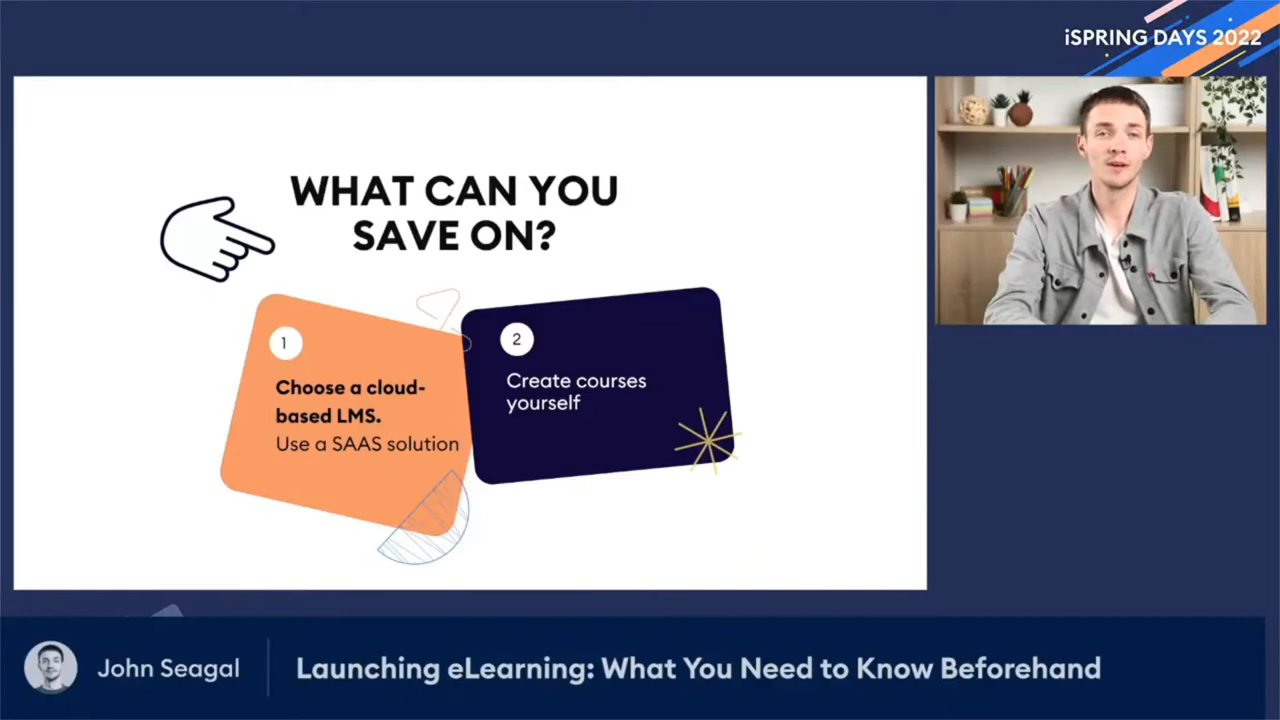 iSPRING DAYS 2022
WHAT CAN YOU
SAVE ON?
1
Choose a cloud-
based LMS.
Use a SAAS solution
2
Create courses
yourself
John Seagal
Launching eLearning: What You Need to Know Beforehand